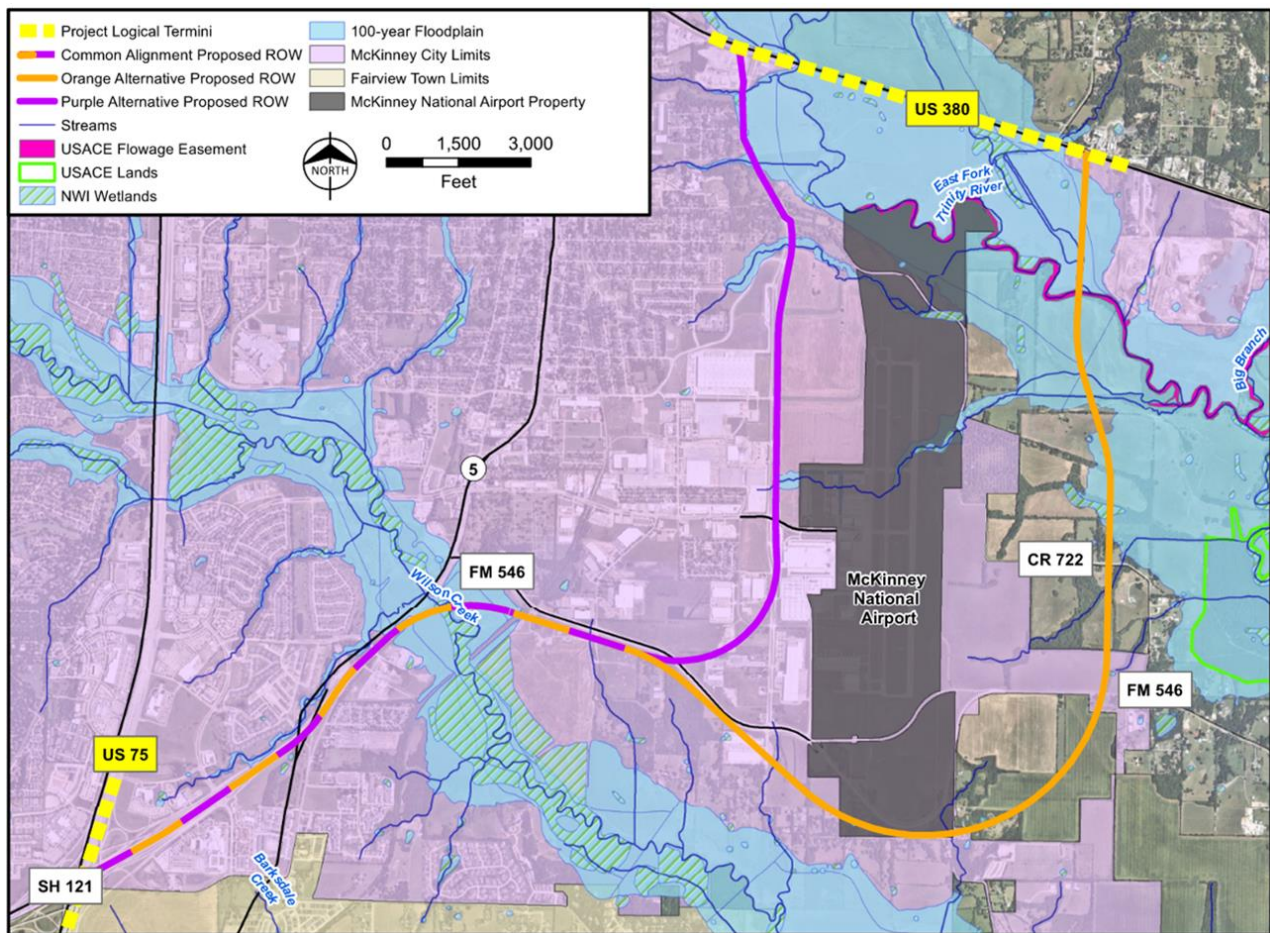 Project Logical Termini
Common Alignment Proposed ROW
Orange Alternative Proposed ROW
Purple Alternative Proposed ROW
Streams
USACE Flowage Easement
USACE Lands
NWI Wetlands
100-year Floodplain
McKinney City Limits
Fairview Town Limits
McKinney National Airport Property
NORTH
0 1,500 3,000
Feet
US 380
East Fork
Trinity River
Big Branch
5
FM 546
Wilson Creek
CR 722
McKinney
National
Airport
FM 546
US 75
SH 121
Barksdale
Creek